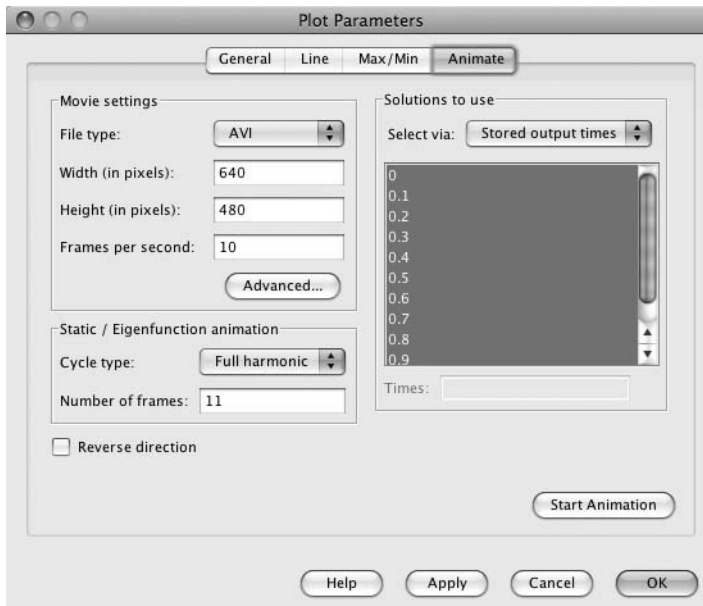 Plot Parameters
General Line Max/Min Animate
Movie settings
File type: AVI
Width (in pixels): 640
Height (in pixels): 480
Frames per second: 10
Advanced...
Static / Eigenfunction animation
Cycle type: Full harmonic
Number of frames: 11
Reverse direction
Solutions to use
Select via: Stored output times
0
0.1
0.2
0.3
0.4
0.5
0.6
0.7
0.8
0.9
Times:
Start Animation
Help Apply Cancel OK